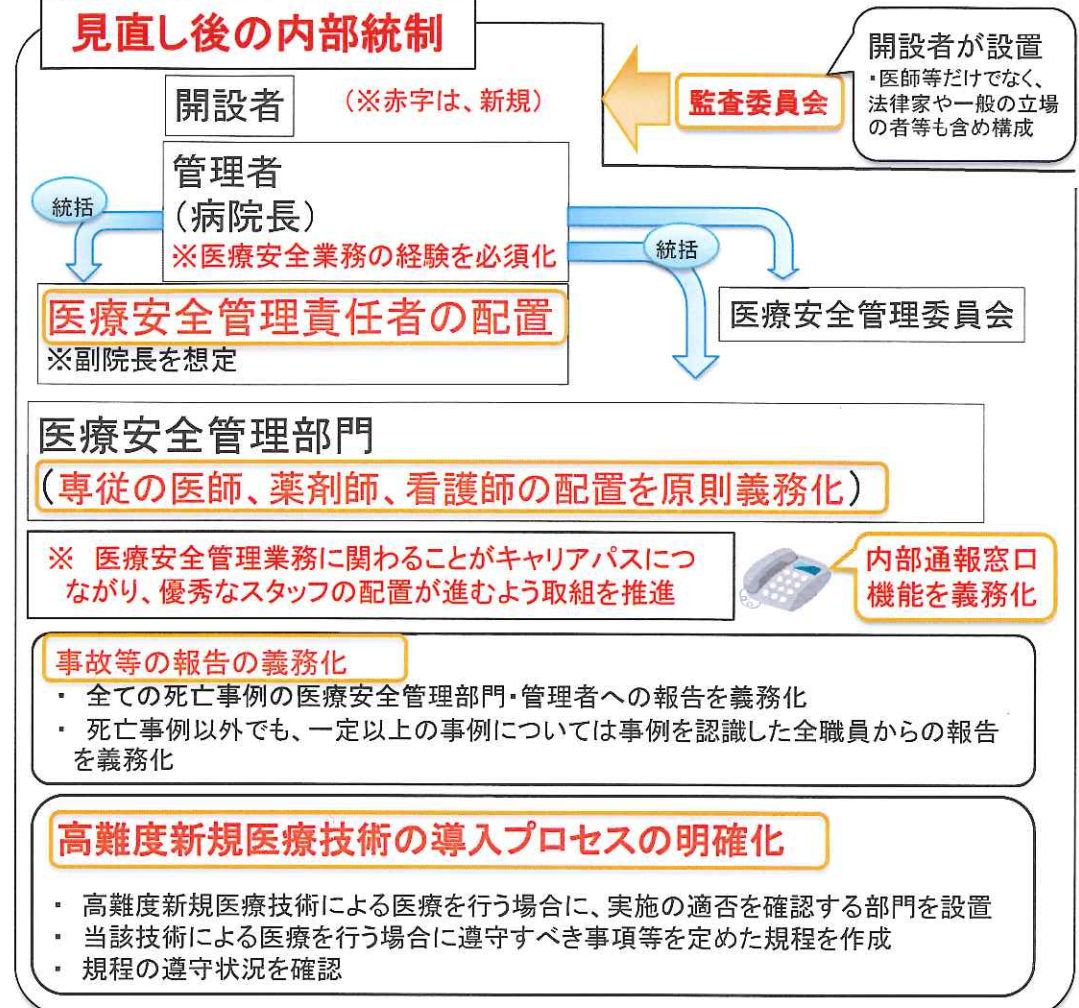 見直し後の内部統制
開設者
(※赤字は、新規)
監査委員会
開設者が設置
・医師等だけでなく、
法律家や一般の立場
の者等も含め構成
管理者
(病院長)
※医療安全業務の経験を必須化
統括
統括
医療安全管理責任者の配置
※副院長を想定
医療安全管理委員会
医療安全管理部門
(専従の医師、薬剤師、看護師の配置を原則義務化)
※ 医療安全管理業務に関わることがキャリアパスにつ
ながり、優秀なスタッフの配置が進むよう取組を推進
内部通報窓口
機能を義務化
事故等の報告の義務化
・ 全ての死亡事例の医療安全管理部門・管理者への報告を義務化
・ 死亡事例以外でも、一定以上の事例については事例を認識した全職員からの報告
を義務化
高難度新規医療技術の導入プロセスの明確化
・ 高難度新規医療技術による医療を行う場合に、実施の適否を確認する部門を設置
・ 当該技術による医療を行う場合に遵守すべき事項等を定めた規程を作成
・ 規程の遵守状況を確認